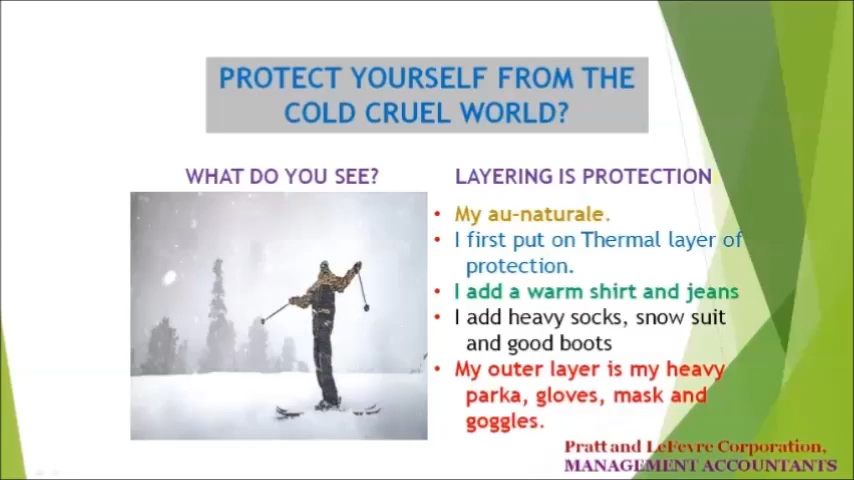 PROTECT YOURSELF FROM THE
COLD CRUEL WORLD?
WHAT DO YOU SEE?
LAYERING IS PROTECTION
• My au-naturale.
• I first put on Thermal layer of
protection.
• I add a warm shirt and jeans
• I add heavy socks, snow suit
and good boots
• My outer layer is my heavy
parka, gloves, mask and
goggles.
Pratt and LeFevre Corporation,
MANAGEMENT ACCOUNTANTS